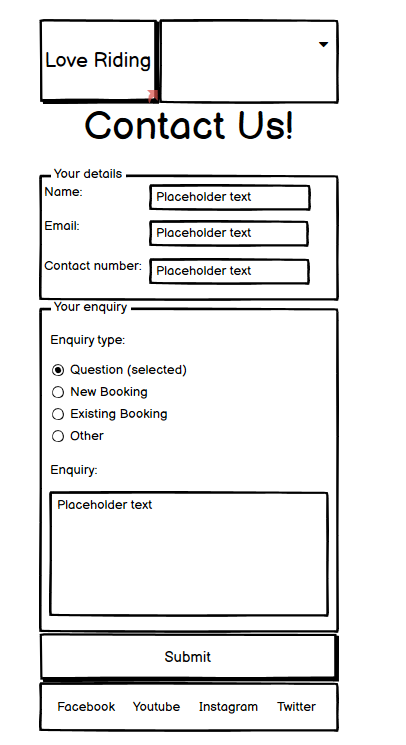 Love Riding
Contact Us!
Your details
Name: Placeholder text
Email: Placeholder text
Contact number: Placeholder text
Your enquiry
Enquiry type:
Question (selected)
New Booking
Existing Booking
Other
Enquiry:
Placeholder text
Submit
Facebook Youtube Instagram Twitter